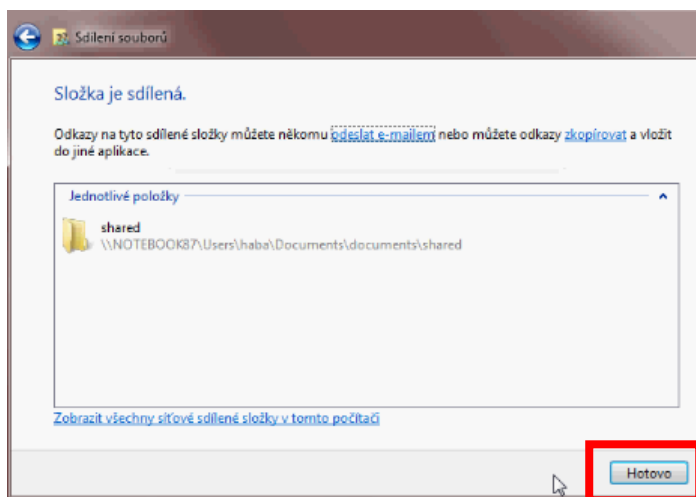 Sdílení souborů
Složka je sdílená.
Odkazy na tyto sdílené složky můžete někomu odeslat e-mailem nebo můžete odkazy zkopírovat a vložit
do jiné aplikace.
Jednotlivé položky
shared
\\NOTEBOOK87\Users\haba\Documents\documents\shared
Zobrazit všechny síťové sdílené složky v tomto počítači
Hotovo